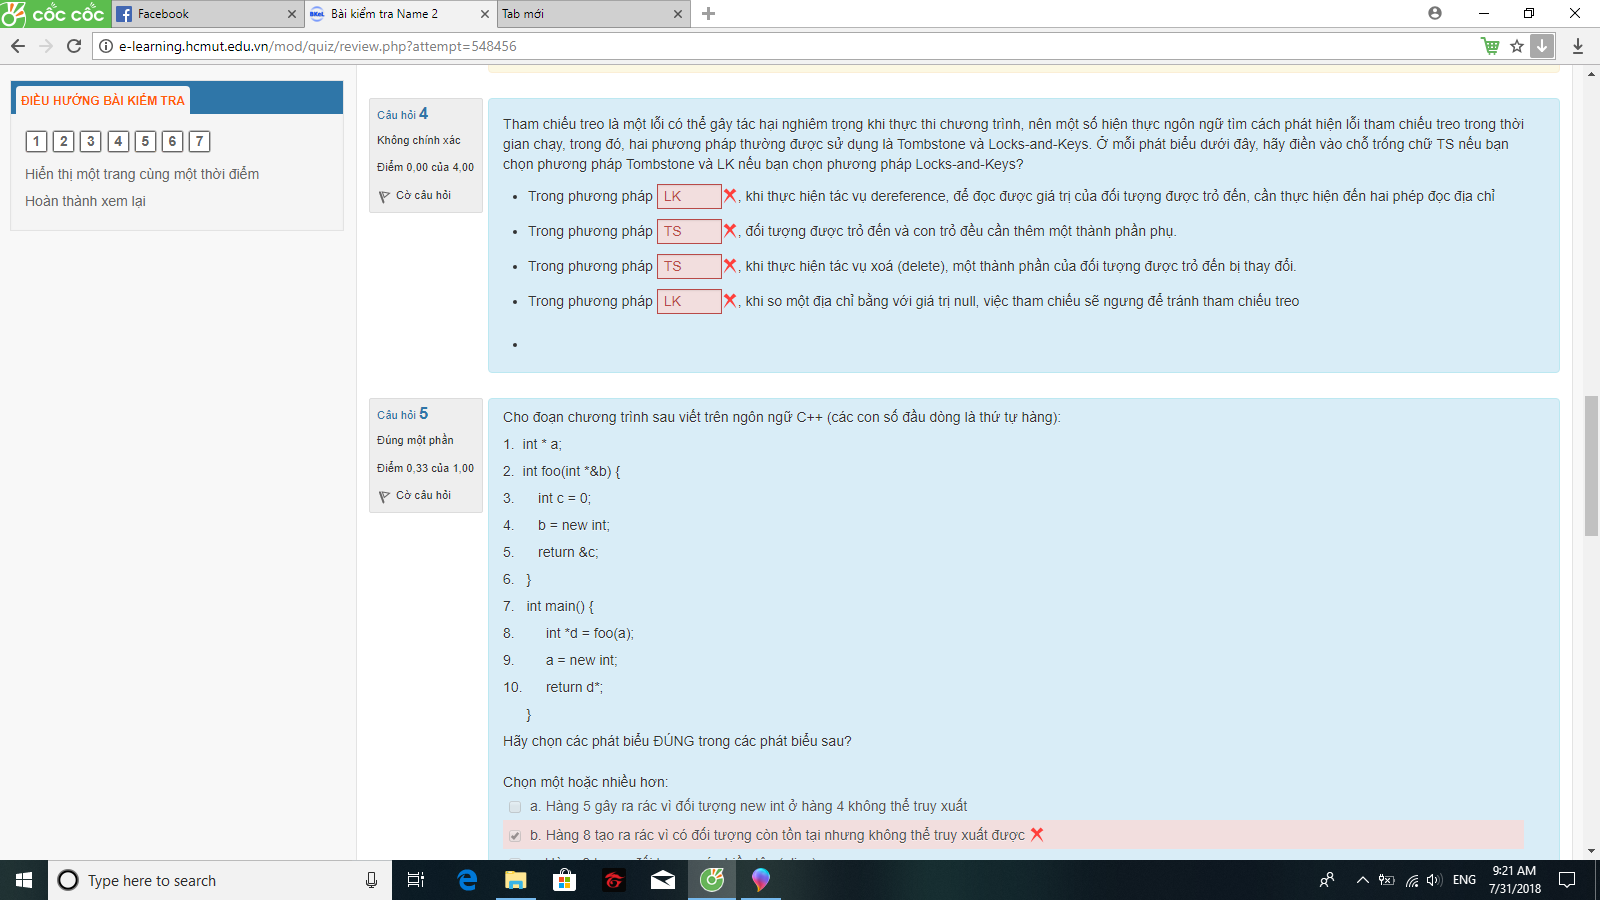 cốc cốc
Facebook
Bài kiểm tra Name 2
Tab mới
e-learning.hcmut.edu.vn/mod/quiz/review.php?attempt=548456
ĐIỀU HƯỚNG BÀI KIỂM TRA
1 2 3 4 5 6 7
Hiển thị một trang cùng một thời điểm
Hoàn thành xem lại
Câu hỏi 4
Không chính xác
Điểm 0,00 của 4,00
Cờ câu hỏi
Tham chiếu treo là một lỗi có thể gây tác hại nghiêm trọng khi thực thi chương trình, nên một số hiện thực ngôn ngữ tìm cách phát hiện lỗi tham chiếu treo trong thời
gian chạy, trong đó, hai phương pháp thường được sử dụng là Tombstone và Locks-and-Keys. Ở mỗi phát biểu dưới đây, hãy điền vào chỗ trống chữ TS nếu bạn
chọn phương pháp Tombstone và LK nếu bạn chọn phương pháp Locks-and-Keys?
• Trong phương pháp LK , khi thực hiện tác vụ dereference, để đọc được giá trị của đối tượng được trỏ đến, cần thực hiện đến hai phép đọc địa chỉ
• Trong phương pháp TS , đối tượng được trỏ đến và con trỏ đều cần thêm một thành phần phụ.
• Trong phương pháp TS , khi thực hiện tác vụ xoá (delete), một thành phần của đối tượng được trỏ đến bị thay đổi.
• Trong phương pháp LK , khi so một địa chỉ bằng với giá trị null, việc tham chiếu sẽ ngưng để tránh tham chiếu treo
•
Câu hỏi 5
Đúng một phần
Điểm 0,33 của 1,00
Cờ câu hỏi
Cho đoạn chương trình sau viết trên ngôn ngữ C++ (các con số đầu dòng là thứ tự hàng):
1. int * a;
2. int foo(int *&b) {
3. int c = 0;
4. b = new int;
5. return &c;
6. }
7. int main() {
8. int *d = foo(a);
9. a = new int;
10. return d*;
}
Hãy chọn các phát biểu ĐÚNG trong các phát biểu sau?
Chọn một hoặc nhiều hơn:
a. Hàng 5 gây ra rác vì đối tượng new int ở hàng 4 không thể truy xuất
b. Hàng 8 tạo ra rác vì có đối tượng còn tồn tại nhưng không thể truy xuất được
Type here to search
ENG
9:21 AM
7/31/2018